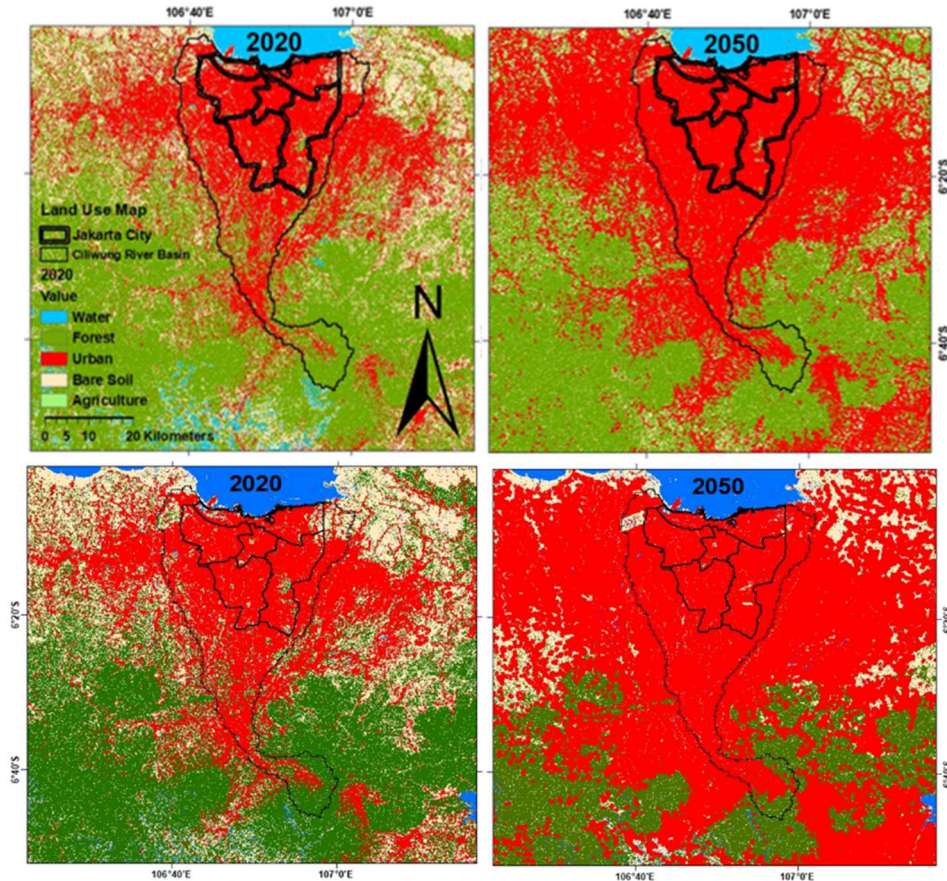 106°40'E 107°0'E 106°40'E 107°0'E
2020
2050
6°20'S
6°40'S
Land Use Map
Jakarta City
Ciliwung River Basin
2020
Value
Water
Forest
Urban
Bare Soil
Agriculture
0 5 10 20 Kilometers
N
2020
2050
6°20'S
6°40'S
106°40'E 107°0'E 106°40'E 107°0'E